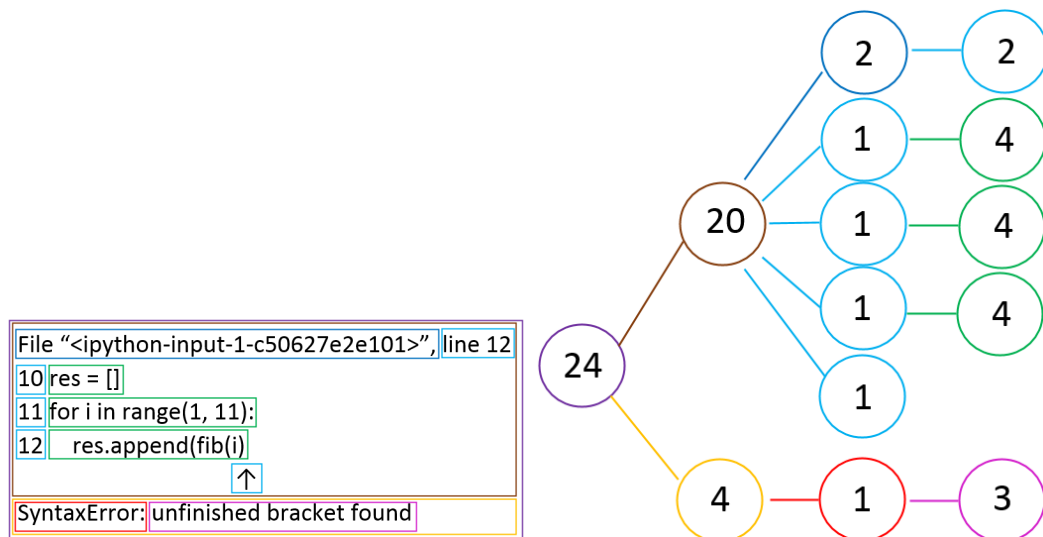 File “<ipython-input-1-c50627e2e101>”, line 12
10 res = []
11 for i in range(1, 11):
12 res.append(fib(i)
↑
SyntaxError: unfinished bracket found
24
20
2 2
1 4
1 4
1 4
1
4 1 3